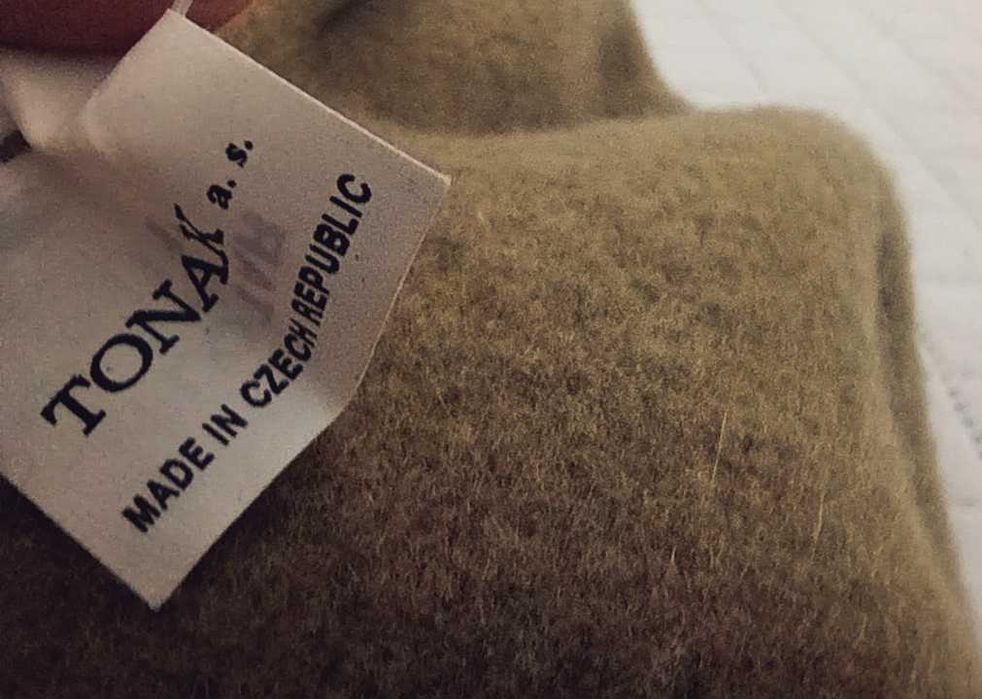 TONAK a. s.
MADE IN CZECH REPUBLIC